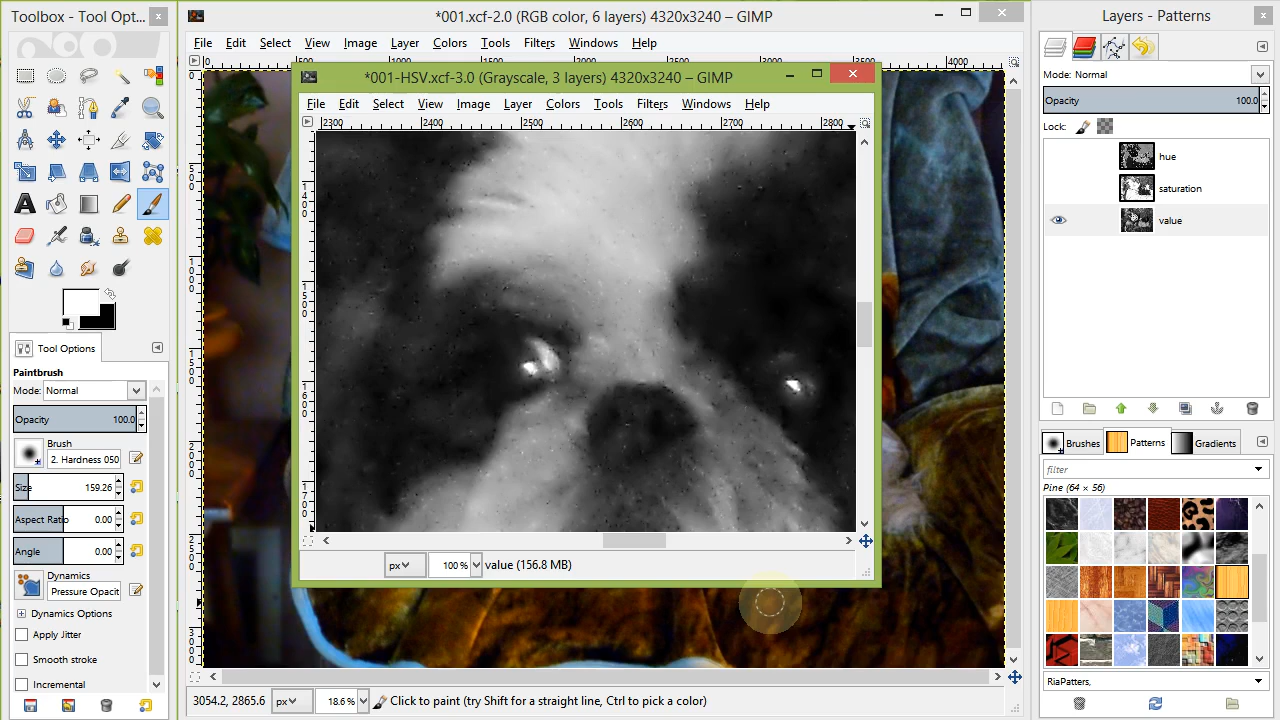 Toolbox - Tool Opt...
Paintbrush
Tool Options
Mode: Normal
Opacity 100.0
Brush
2. Hardness 050
Size 159.26
Aspect Ratio 0.00
Angle 0.00
Dynamics
Pressure Opacit
Dynamics Options
Apply Jitter
Smooth stroke
Incremental
*001.xcf-2.0 (RGB color, 6 layers) 4320x3240 – GIMP
File Edit Select View Image Layer Colors Tools Filters Windows Help
*001-HSV.xcf-3.0 (Grayscale, 3 layers) 4320x3240 – GIMP
File Edit Select View Image Layer Colors Tools Filters Windows Help
2300 2400 2500 2600 2700 2800
px 100% value (156.8 MB)
3054.2, 2865.6 px 18.6% Click to paint (try Shift for a straight line, Ctrl to pick a color)
Layers - Patterns
Mode: Normal
Opacity 100.0
Lock:
hue
saturation
value
Brushes Patterns Gradients
filter
Pine (64 × 56)
RiaPatters,